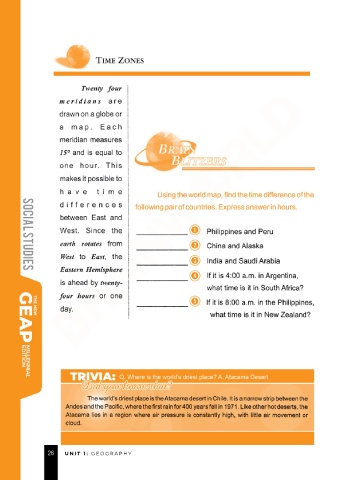 TIME ZONES
Twenty four
meridians are
drawn on a globe or
a map. Each
meridian measures
15º and is equal to
one hour. This
makes it possible to
have time
differences
between East and
West. Since the
earth rotates from
West to East, the
Eastern Hemisphere
is ahead by twenty-
four hours or one
day.
BRAIN
BUSTERS
Using the world map, find the time difference of the
following pair of countries. Express answer in hours.
1 Philippines and Peru
2 China and Alaska
3 India and Saudi Arabia
4 If it is 4:00 a.m. in Argentina,
what time is it in South Africa?
5 If it is 8:00 a.m. in the Philippines,
what time is it in New Zealand?
SOCIAL STUDIES
THE NEW
GEAP
MILLENNIAL
EDITION
TRIVIA: Q. Where is the world's driest place? A. Atacama Desert
Did you know that?
The world's driest place is the Atacama desert in Chile. It is a narrow strip between the
Andes and the Pacific, where the first rain for 400 years fell in 1971. Like other hot deserts, the
Atacama lies in a region where air pressure is constantly high, with little air movement or
cloud.
26 UNIT I: GEOGRAPHY